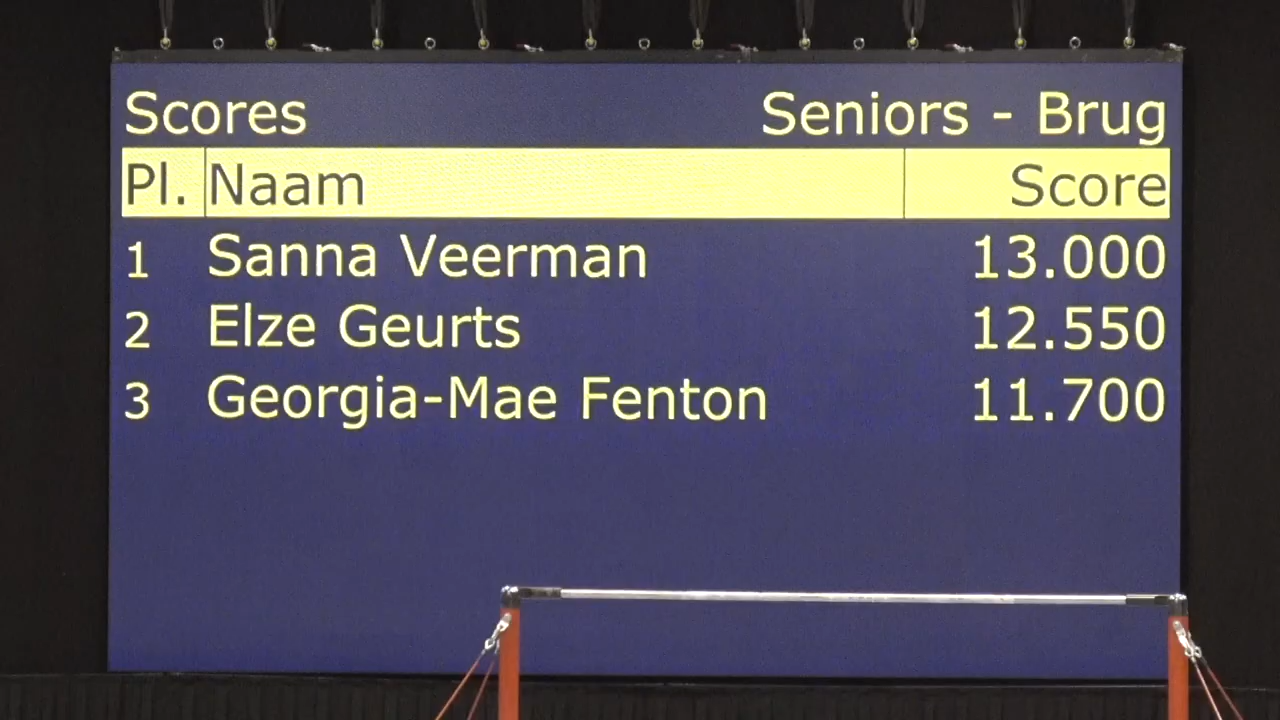 Scores Seniors - Brug
Pl. Naam Score
1 Sanna Veerman 13.000
2 Elze Geurts 12.550
3 Georgia-Mae Fenton 11.700